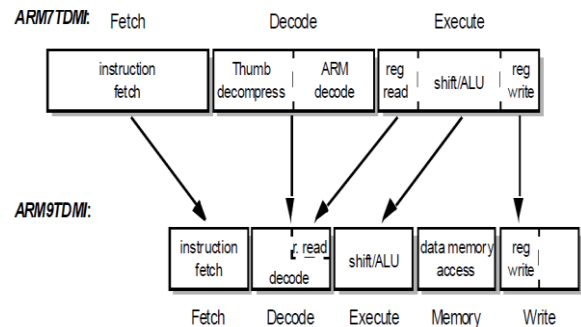 ARM7TDMI: Fetch Decode Execute
instruction fetch
Thumb decompress
ARM decode
reg read
shift/ALU
reg write
ARM9TDMI:
instruction fetch
r. read
decode
shift/ALU
data memory access
reg write
Fetch Decode Execute Memory Write